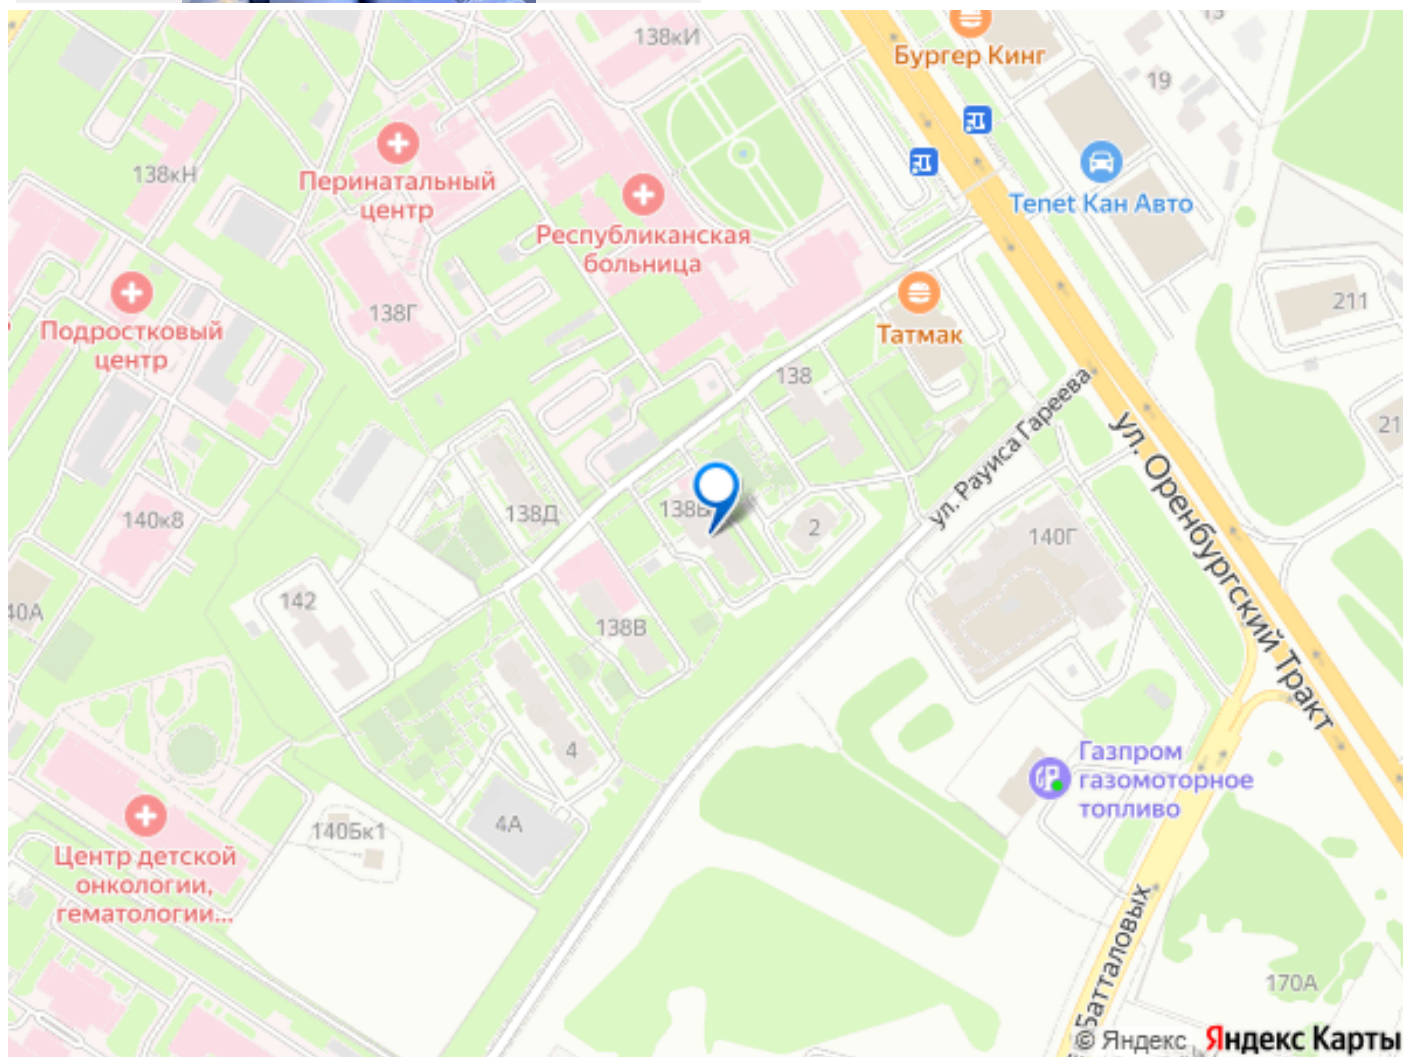 138кИ
Бургер Кинг
15
19
138кН
Перинатальный
центр
Tenet Кан Авто
Республиканская
больница
211
138Г
Подростковый
центр
Татмак
138
ул. Рауиса Гареева
21
ул. Оренбургский Тракт
140к8
138Д
2
140Г
142
40А
138В
4
Газпром
газомоторное
топливо
4А
140Бк1
Центр детской
онкологии,
гематологии...
Батталовых
170А
© Яндекс Яндекс Карты